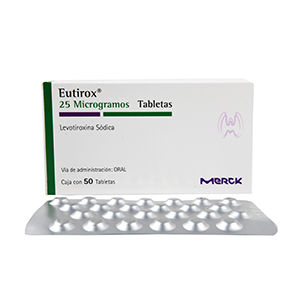 Eutirox®
25 Microgramos Tabletas
Levotiroxina Sódica
Vía de administración: ORAL
Caja con 50 Tabletas
MERCK